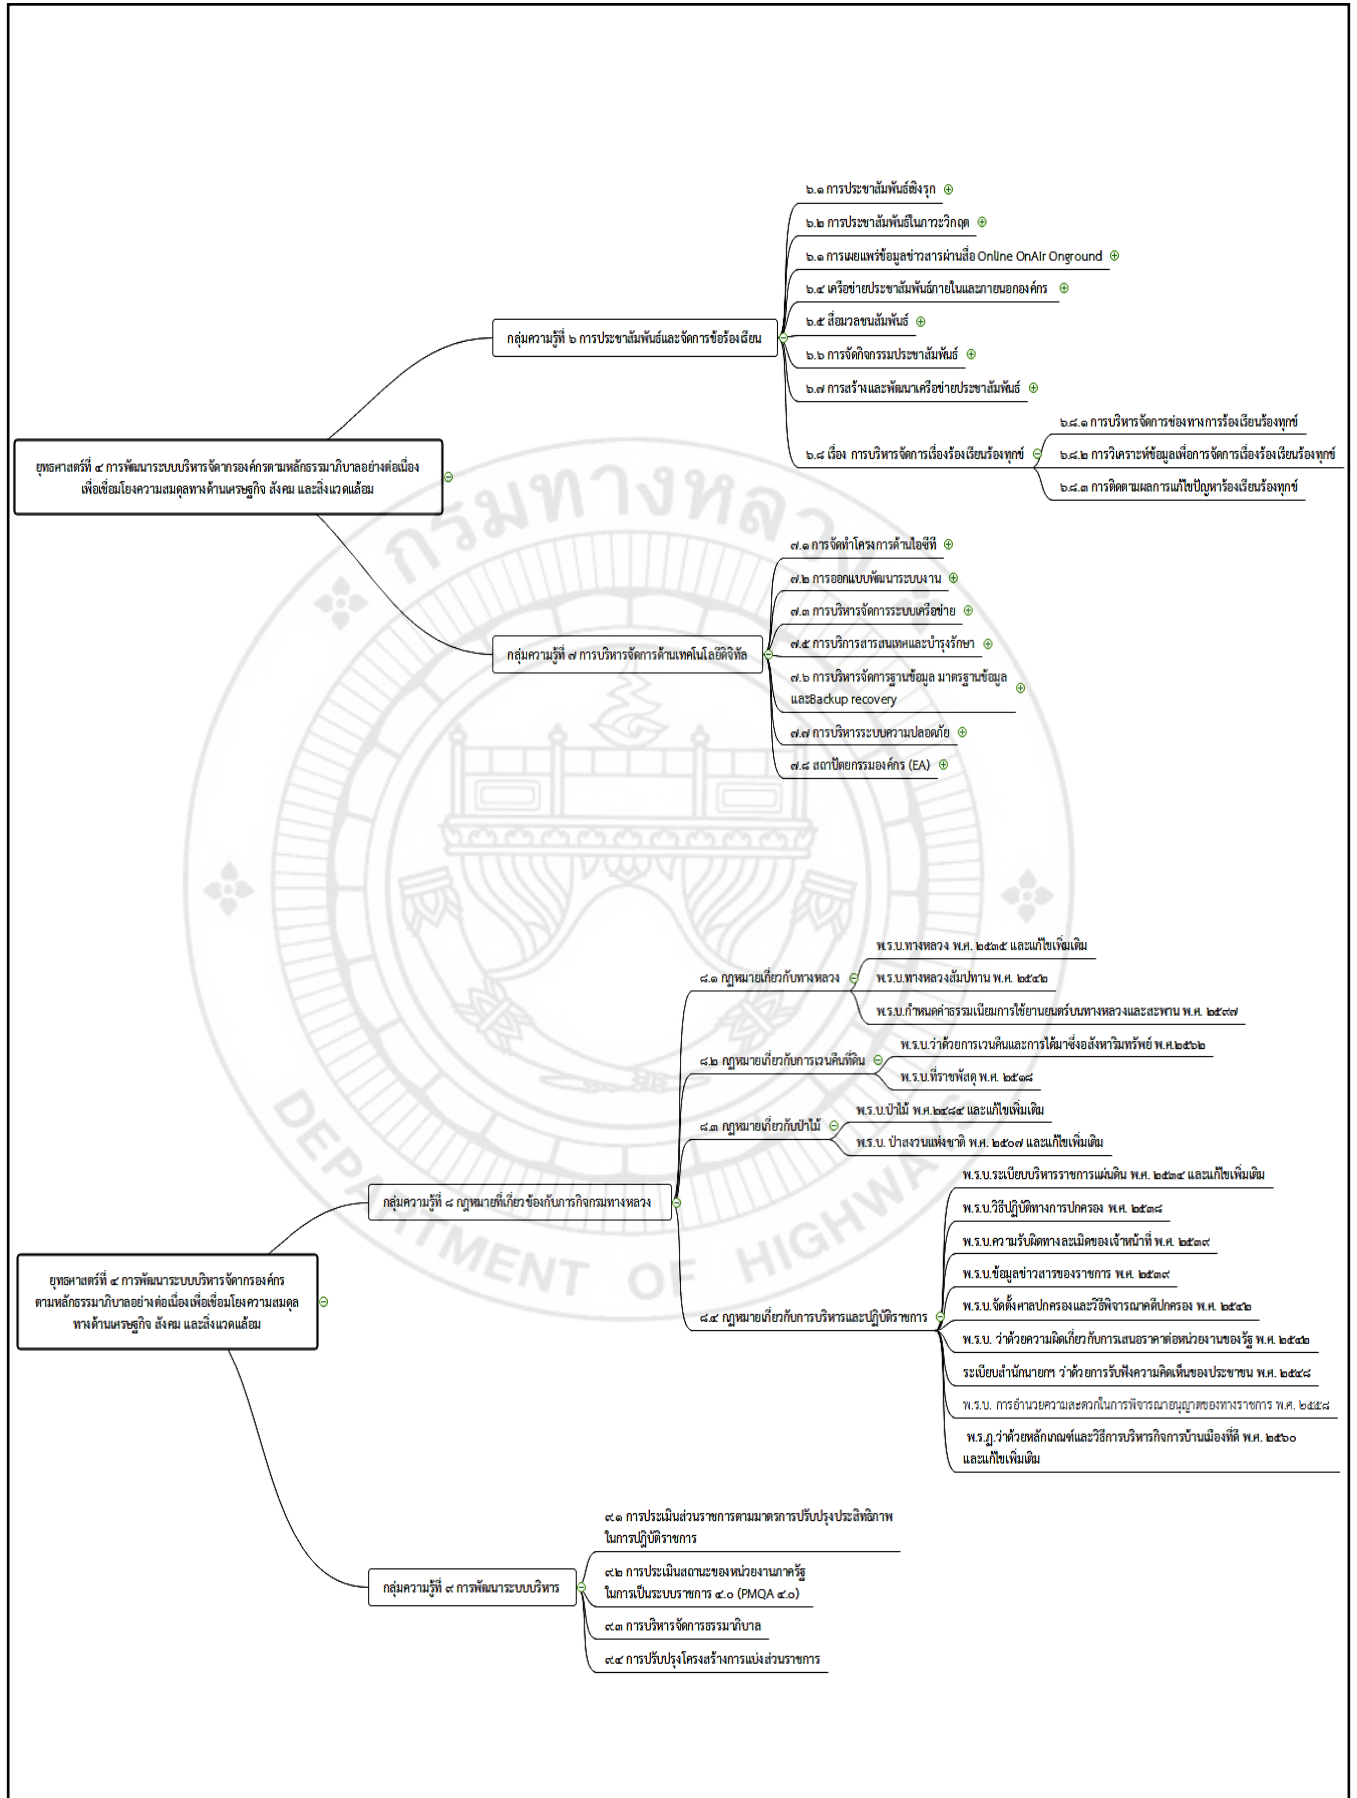 ๖.๑ การประชาสัมพันธ์เชิงรุก
๖.๒ การประชาสัมพันธ์ในภาวะวิกฤต
๖.๑ การเผยแพร่ข้อมูลข่าวสารผ่านสื่อ Online OnAir Onground
๖.๔ เครือข่ายประชาสัมพันธ์ภายในและภายนอกองค์กร
๖.๕ สื่อมวลชนสัมพันธ์
กลุ่มความรู้ที่ ๖ การประชาสัมพันธ์และจัดการข้อร้องเรียน
๖.๖ การจัดกิจกรรมประชาสัมพันธ์
๖.๗ การสร้างและพัฒนาเครือข่ายประชาสัมพันธ์
๖.๘ เรื่อง การบริหารจัดการเรื่องร้องเรียนร้องทุกข์
๖.๘.๑ การบริหารจัดการช่องทางการร้องเรียนร้องทุกข์
๖.๘.๒ การวิเคราะห์ข้อมูลเพื่อการจัดการเรื่องร้องเรียนร้องทุกข์
๖.๘.๓ การติดตามผลการแก้ไขปัญหาร้องเรียนร้องทุกข์
ยุทธศาสตร์ที่ ๔ การพัฒนาระบบบริหารจัดากรองค์กรตามหลักธรรมาภิบาลอย่างต่อเนื่อง
เพื่อเชื่อมโยงความสมดุลทางด้านเศรษฐกิจ สังคม และสิ่งแวดล้อม
กรมทางหลวง
๗.๑ การจัดทำโครงการด้านไอซีที
๗.๒ การออกแบบพัฒนาระบบงาน
๗.๓ การบริหารจัดการระบบเครือข่าย
๗.๕ การบริการสารสนเทศและบำรุงรักษา
กลุ่มความรู้ที่ ๗ การบริหารจัดการด้านเทคโนโลยีดิจิทัล
๗.๖ การบริหารจัดการฐานข้อมูล มาตรฐานข้อมูล
และBackup recovery
๗.๗ การบริหารระบบความปลอดภัย
๗.๘ สถาปัตยกรรมองค์กร (EA)
พ.ร.บ.ทางหลวง พ.ศ. ๒๕๓๕ และแก้ไขเพิ่มเติม
๘.๑ กฎหมายเกี่ยวกับทางหลวง
พ.ร.บ.ทางหลวงสัมปทาน พ.ศ. ๒๕๔๒
พ.ร.บ.กำหนดค่าธรรมเนียมการใช้ยานยนตร์บนทางหลวงและสะพาน พ.ศ. ๒๕๙๗
พ.ร.บ.ว่าด้วยการเวนคืนและการได้มาซึ่งอสังหาริมทรัพย์ พ.ศ.๒๕๖๒
๘.๒ กฎหมายเกี่ยวกับการเวนคืนที่ดิน
พ.ร.บ.ที่ราชพัสดุ พ.ศ. ๒๕๑๘
พ.ร.บ.ป่าไม้ พ.ศ.๒๔๘๔ และแก้ไขเพิ่มเติม
๘.๓ กฎหมายเกี่ยวกับป่าไม้
พ.ร.บ. ป่าสงวนแห่งชาติ พ.ศ. ๒๕๐๗ และแก้ไขเพิ่มเติม
DEPARTMENT OF HIGHWAYS
กลุ่มความรู้ที่ ๘ กฎหมายที่เกี่ยวข้องกับภารกิจกรมทางหลวง
พ.ร.บ.ระเบียบบริหารราชการแผ่นดิน พ.ศ. ๒๕๓๔ และแก้ไขเพิ่มเติม
พ.ร.บ.วิธีปฏิบัติทางการปกครอง พ.ศ. ๒๕๓๘
พ.ร.บ.ความรับผิดทางละเมิดของเจ้าหน้าที่ พ.ศ. ๒๕๓๙
พ.ร.บ.ข้อมูลข่าวสารของราชการ พ.ศ. ๒๕๓๙
พ.ร.บ.จัดตั้งศาลปกครองและวิธีพิจารณาคดีปกครอง พ.ศ. ๒๕๔๒
๘.๔ กฎหมายเกี่ยวกับการบริหารและปฏิบัติราชการ
พ.ร.บ. ว่าด้วยความผิดเกี่ยวกับการเสนอราคาต่อหน่วยงานของรัฐ พ.ศ. ๒๕๔๒
ระเบียบสำนักนายกฯ ว่าด้วยการรับฟังความคิดเห็นของประชาชน พ.ศ. ๒๕๔๘
พ.ร.บ. การอำนวยความสะดวกในการพิจารณาอนุญาตของทางราชการ พ.ศ. ๒๕๕๘
พ.ร.ฎ.ว่าด้วยหลักเกณฑ์และวิธีการบริหารกิจการบ้านเมืองที่ดี พ.ศ. ๒๕๖๐
และแก้ไขเพิ่มเติม
ยุทธศาสตร์ที่ ๔ การพัฒนาระบบบริหารจัดากรองค์กร
ตามหลักธรรมาภิบาลอย่างต่อเนื่องเพื่อเชื่อมโยงความสมดุล
ทางด้านเศรษฐกิจ สังคม และสิ่งแวดล้อม
๙.๑ การประเมินส่วนราชการตามมาตรการปรับปรุงประสิทธิภาพ
ในการปฏิบัติราชการ
๙.๒ การประเมินสถานะของหน่วยงานภาครัฐ
ในการเป็นระบบราชการ ๔.๐ (PMQA ๔.๐)
กลุ่มความรู้ที่ ๙ การพัฒนาระบบบริหาร
๙.๓ การบริหารจัดการธรรมาภิบาล
๙.๔ การปรับปรุงโครงสร้างการแบ่งส่วนราชการ